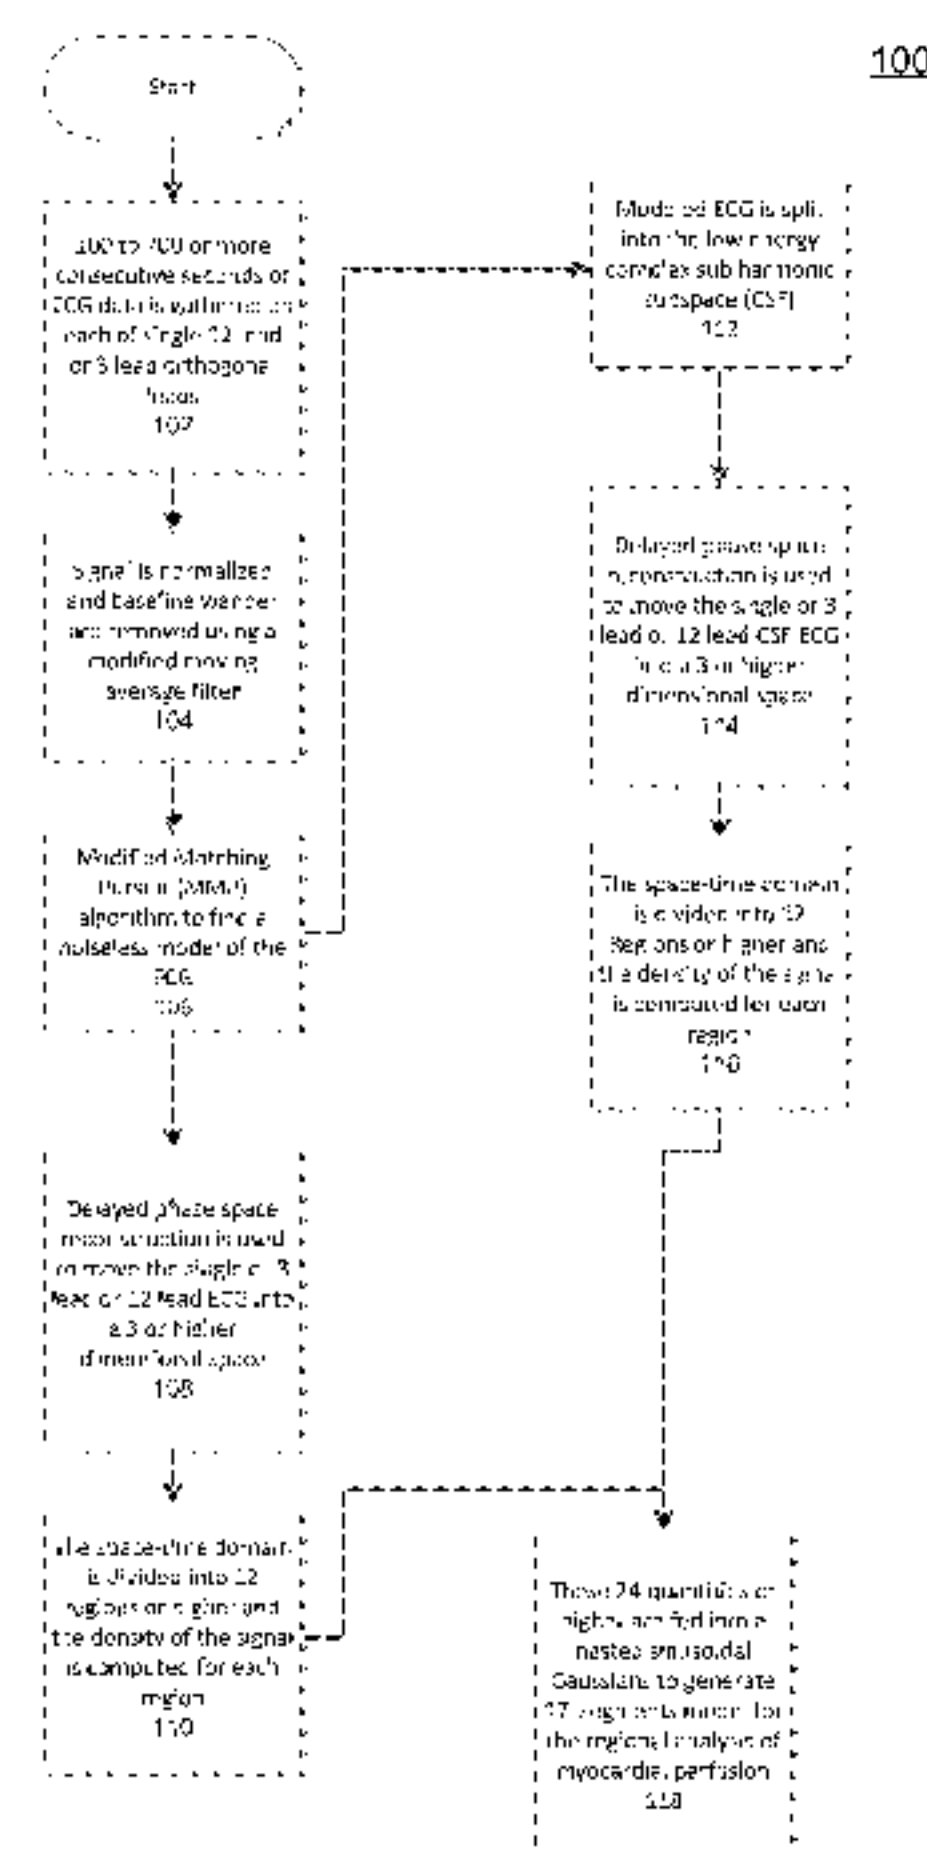 100
Start
100 to 200 or more
consecutive seconds of
ECG data is gathered on
each of single 12 lead
or 3 lead orthogonal
leads
102
Signal is normalized
and baseline wander
are removed using a
modified moving
average filter
104
Modified Matching
Pursuit (MMP)
algorithm to find a
noiseless model of the
ECG
106
Delayed phase space
reconstruction is used
to move the single or 3
lead or 12 lead ECG into
a 3 or higher
dimensional space
108
The space-time domain
is divided into 12
regions or higher and
the density of the signal
is computed for each
region
110
Modeled ECG is split
into the low energy
complex sub harmonic
subspace (CSF)
112
Delayed phase space
reconstruction is used
to move the single or 3
lead or 12 lead CSF ECG
into a 3 or higher
dimensional space
114
The space-time domain
is divided into 12
Regions or higher and
the density of the signal
is computed for each
region
116
These 24 quantities or
higher are fed into a
nested sinusoidal
Gaussians to generate
17 segments model for
the regional analysis of
myocardial perfusion
118